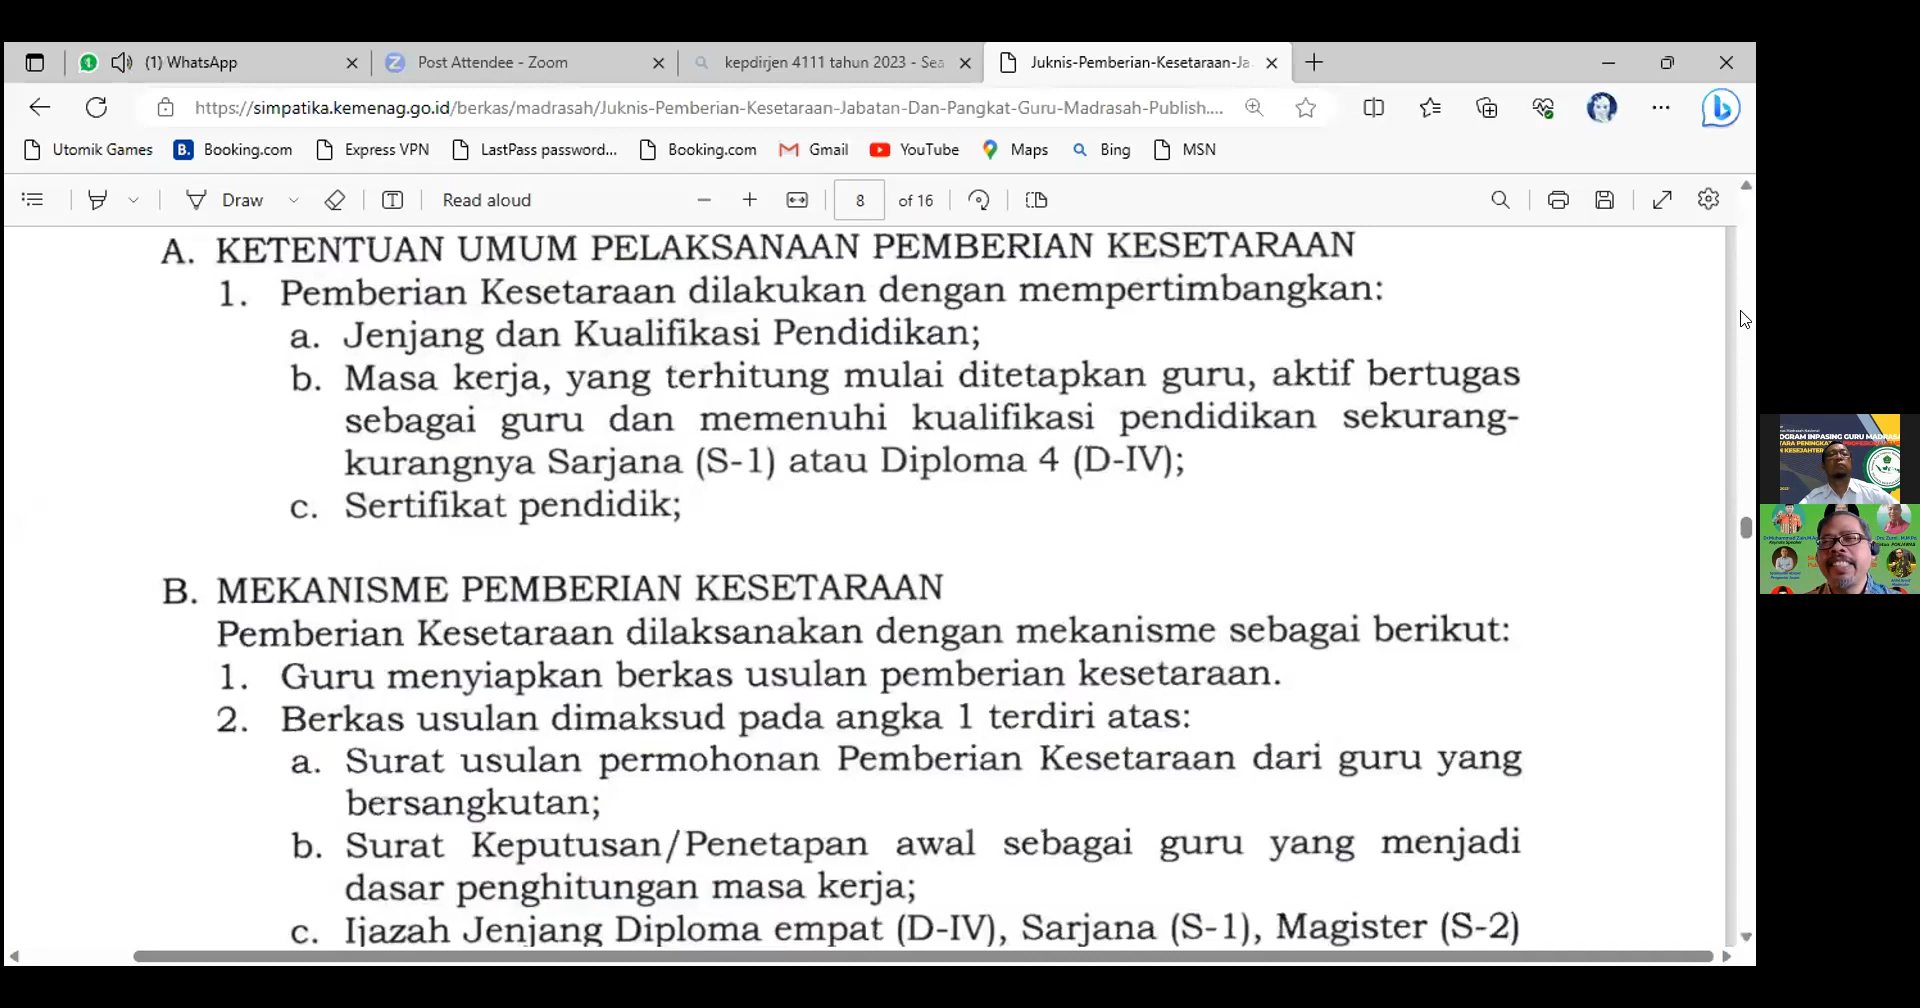 (1) WhatsApp
Post Attendee - Zoom
kepdirjen 4111 tahun 2023 - Sea
Juknis-Pemberian-Kesetaraan-Ja
https://simpatika.kemenag.go.id/berkas/madrasah/Juknis-Pemberian-Kesetaraan-Jabatan-Dan-Pangkat-Guru-Madrasah-Publish....
Utomik Games
B. Booking.com
Express VPN
LastPass password...
Booking.com
Gmail
YouTube
Maps
Bing
MSN
Draw
Read aloud
8 of 16
A. KETENTUAN UMUM PELAKSANAAN PEMBERIAN KESETARAAN
1. Pemberian Kesetaraan dilakukan dengan mempertimbangkan:
a. Jenjang dan Kualifikasi Pendidikan;
b. Masa kerja, yang terhitung mulai ditetapkan guru, aktif bertugas
sebagai guru dan memenuhi kualifikasi pendidikan sekurang-
kurangnya Sarjana (S-1) atau Diploma 4 (D-IV);
c. Sertifikat pendidik;
B. MEKANISME PEMBERIAN KESETARAAN
Pemberian Kesetaraan dilaksanakan dengan mekanisme sebagai berikut:
1. Guru menyiapkan berkas usulan pemberian kesetaraan.
2. Berkas usulan dimaksud pada angka 1 terdiri atas:
a. Surat usulan permohonan Pemberian Kesetaraan dari guru yang
bersangkutan;
b. Surat Keputusan/Penetapan awal sebagai guru yang menjadi
dasar penghitungan masa kerja;
c. Ijazah Jenjang Diploma empat (D-IV), Sarjana (S-1), Magister (S-2)
OGRAM INPASING GURU MADRAS
TARA PENINGKA
KESEJAHTER